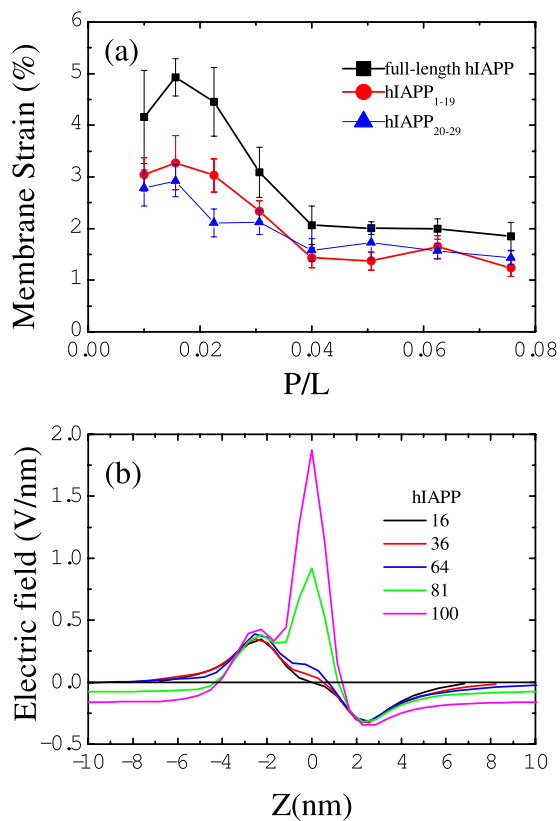 (a)
full-length hIAPP
hIAPP1-19
hIAPP20-29
Membrane Strain (%)
6
5
4
3
2
1
0
0.00 0.02 0.04 0.06 0.08
P/L
(b)
hIAPP
16
36
64
81
100
Electric field (V/nm)
2.0
1.5
1.0
0.5
0.0
-0.5
-10 -8 -6 -4 -2 0 2 4 6 8 10
Z(nm)